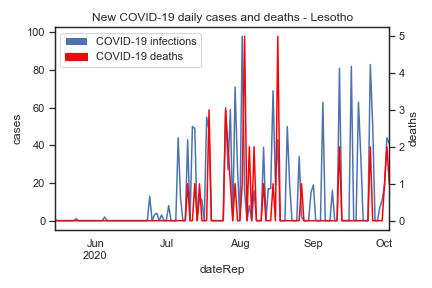 New COVID-19 daily cases and deaths - Lesotho
COVID-19 infections
COVID-19 deaths
cases
100
80
60
40
20
0
deaths
5
4
3
2
1
0
Jun
2020
Jul
Aug
Sep
Oct
dateRep